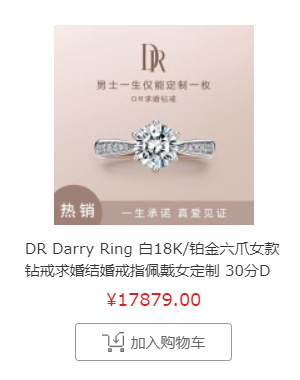 DR
男士一生仅能定制一枚
DR求婚钻戒
热销
一生承诺 真爱见证
DR Darry Ring 白18K/铂金六爪女款
钻戒求婚结婚戒指佩戴女定制 30分D
¥17879.00
加入购物车